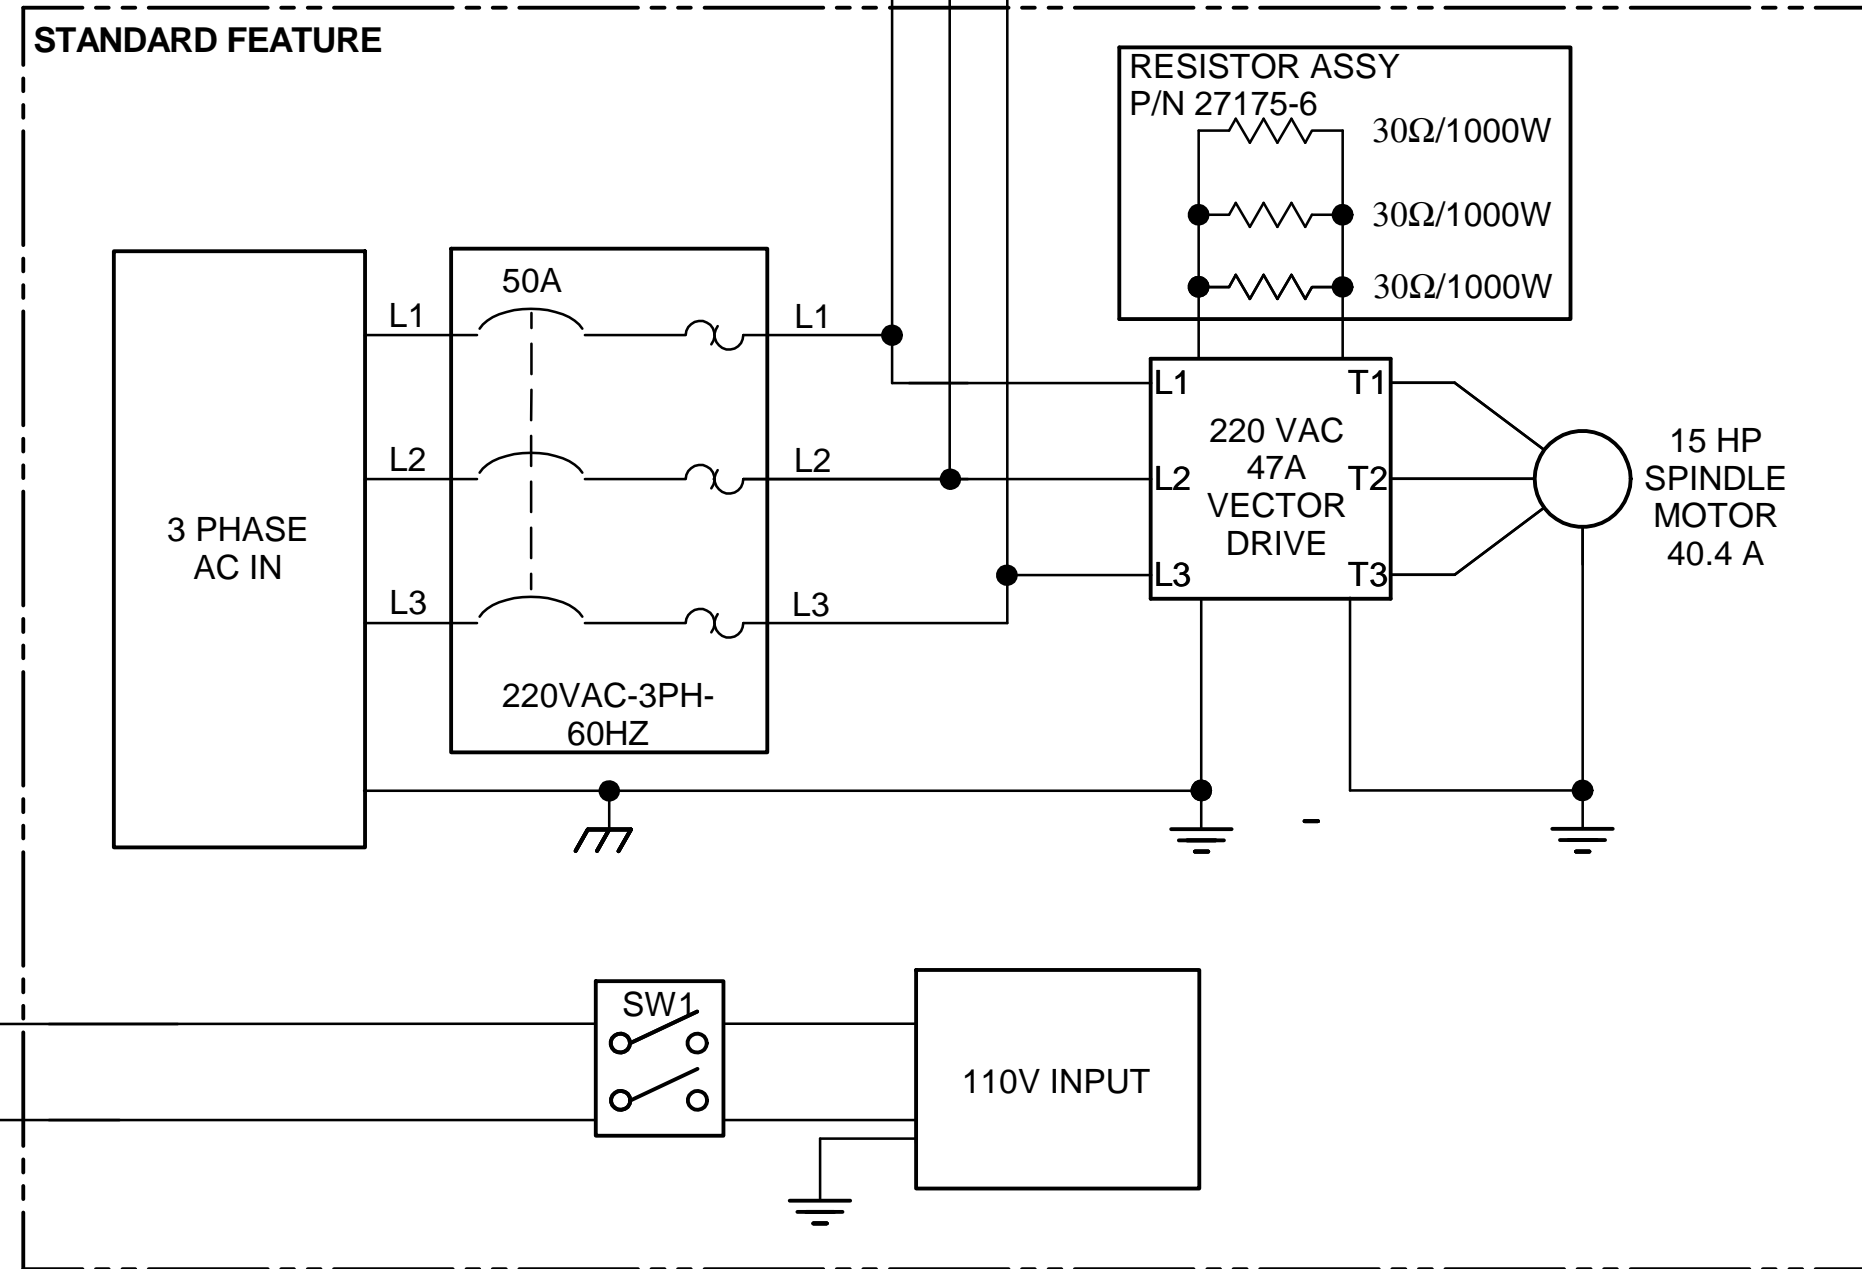 STANDARD FEATURE
RESISTOR ASSY
P/N 27175-6
30Ω/1000W
30Ω/1000W
30Ω/1000W
50A
L1
L1
L2
L2
L3
L3
3 PHASE
AC IN
220VAC-3PH-
60HZ
L1
T1
220 VAC
47A
L2
T2
VECTOR
DRIVE
L3
T3
15 HP
SPINDLE
MOTOR
40.4 A
-
SW1
110V INPUT